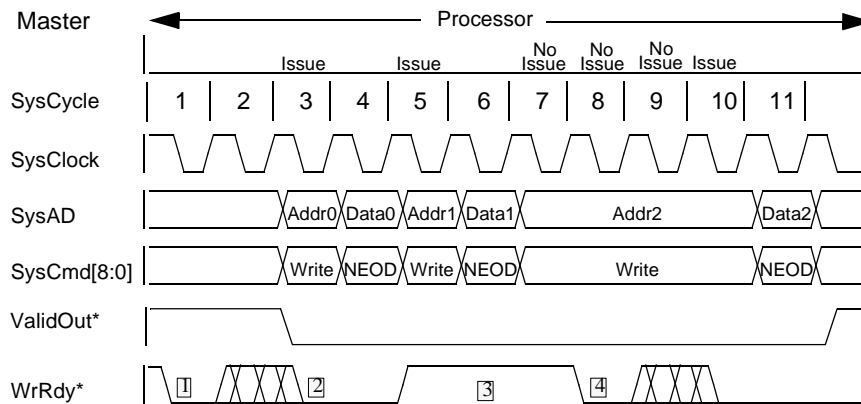 Master Processor
Issue Issue No Issue No Issue No Issue Issue
SysCycle 1 2 3 4 5 6 7 8 9 10 11
SysClock
SysAD Addr0 Data0 Addr1 Data1 Addr2 Data2
SysCmd[8:0] Write NEOD Write NEOD Write NEOD
ValidOut*
WrRdy* 1 2 3 4